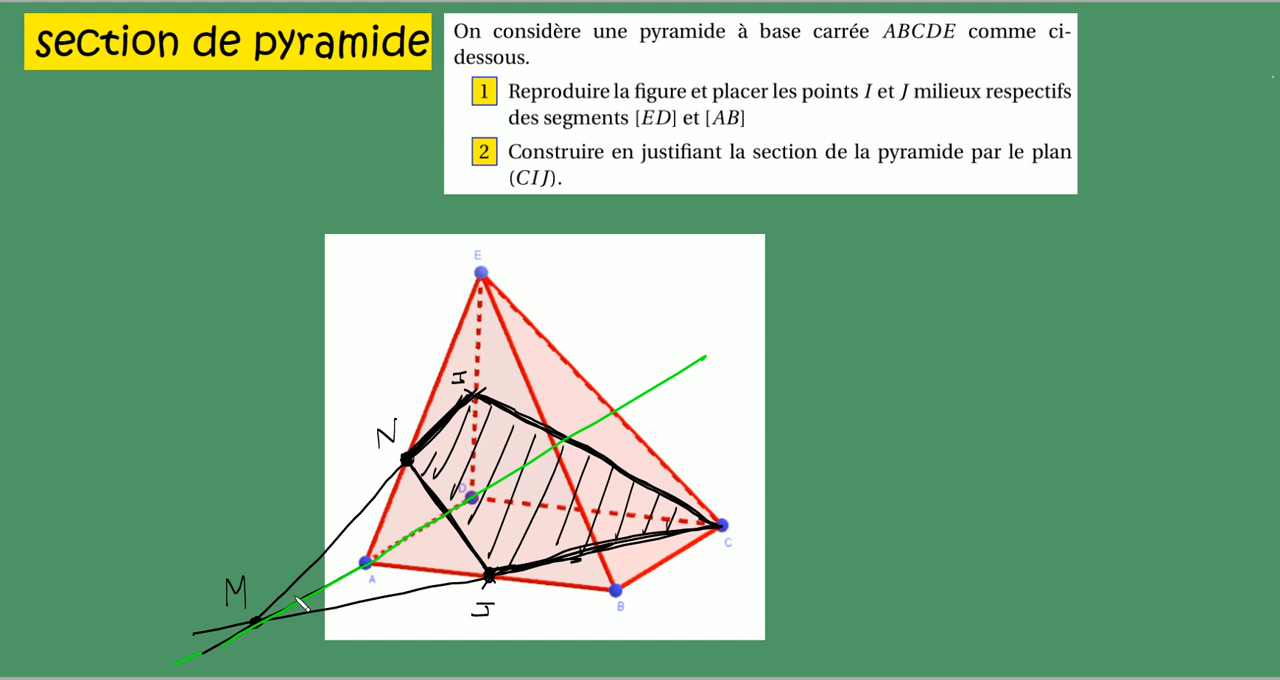 section de pyramide
On considère une pyramide à base carrée ABCDE comme ci-
dessous.
1 Reproduire la figure et placer les points I et J milieux respectifs
des segments [ED] et [AB]
2 Construire en justifiant la section de la pyramide par le plan
(CIJ).
E
I
N
D
C
A
M
J
B